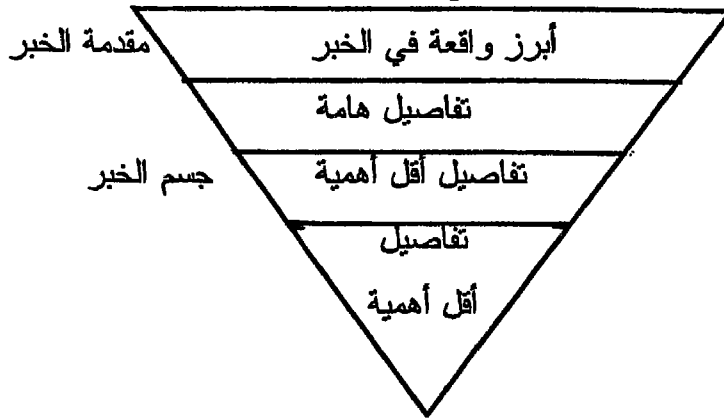 مقدمة الخبر
أبرز واقعة في الخبر
تفاصيل هامة
جسم الخبر
تفاصيل أقل أهمية
تفاصيل
أقل أهمية